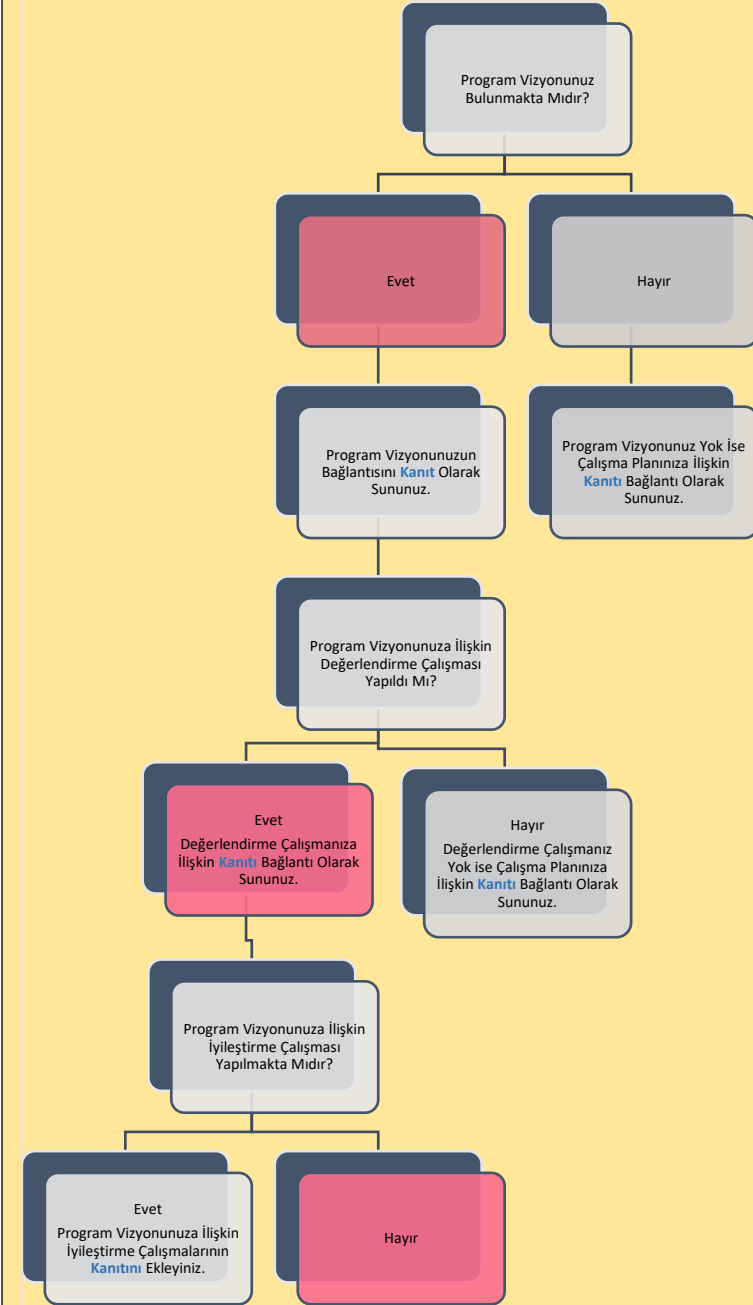 Program Vizyonunuz
Bulunmakta Mıdır?
Evet
Hayır
Program Vizyonunuzun
Bağlantısını Kanıt Olarak
Sununuz.
Program Vizyonunuz Yok İse
Çalışma Planınıza İlişkin
Kanıtı Bağlantı Olarak
Sununuz.
Program Vizyonunuza İlişkin
Değerlendirme Çalışması
Yapıldı Mı?
Evet
Değerlendirme Çalışmanıza
İlişkin Kanıtı Bağlantı Olarak
Sununuz.
Hayır
Değerlendirme Çalışmanız
Yok ise Çalışma Planınıza
İlişkin Kanıtı Bağlantı Olarak
Sununuz.
Program Vizyonunuza İlişkin
İyileştirme Çalışması
Yapılmakta Mıdır?
Evet
Program Vizyonunuza İlişkin
İyileştirme Çalışmalarının
Kanıtını Ekleyiniz.
Hayır